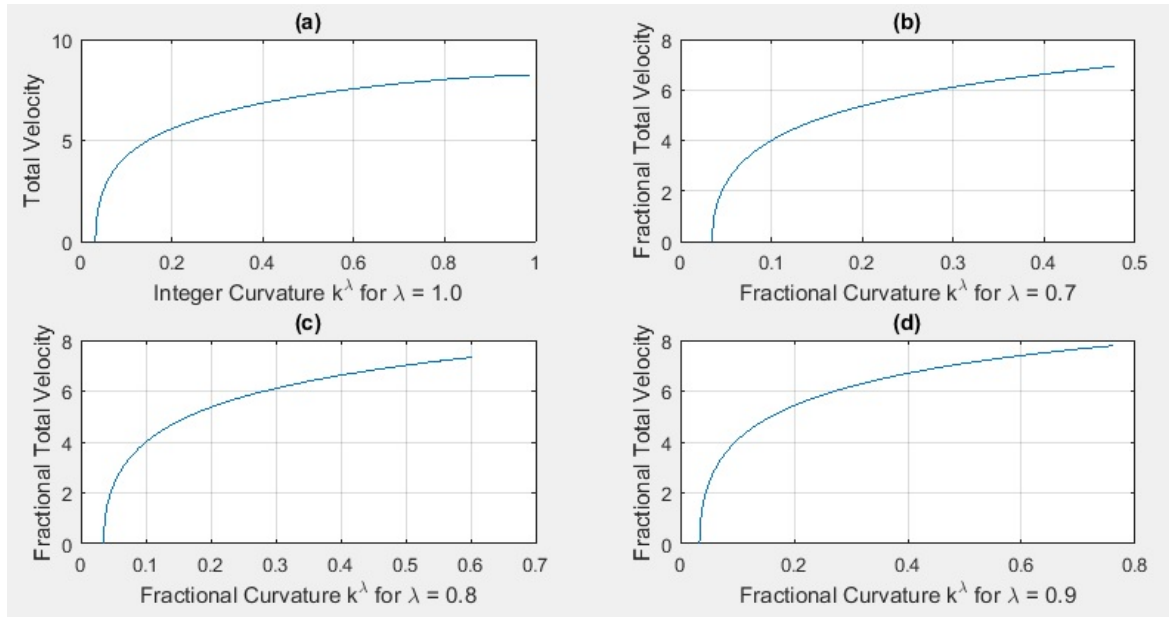 (a)
10
5
0
Total Velocity
0 0.2 0.4 0.6 0.8 1
Integer Curvature k^λ for λ = 1.0
(b)
8
6
4
2
0
Fractional Total Velocity
0 0.1 0.2 0.3 0.4 0.5
Fractional Curvature k^λ for λ = 0.7
(c)
8
6
4
2
0
Fractional Total Velocity
0 0.1 0.2 0.3 0.4 0.5 0.6 0.7
Fractional Curvature k^λ for λ = 0.8
(d)
8
6
4
2
0
Fractional Total Velocity
0 0.2 0.4 0.6 0.8
Fractional Curvature k^λ for λ = 0.9